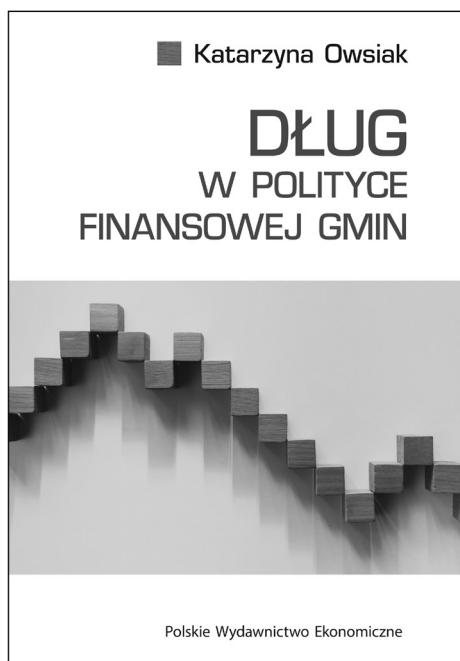 Katarzyna Owsiak
DŁUG
W POLITYCE
FINANSOWEJ GMIN
Polskie Wydawnictwo Ekonomiczne